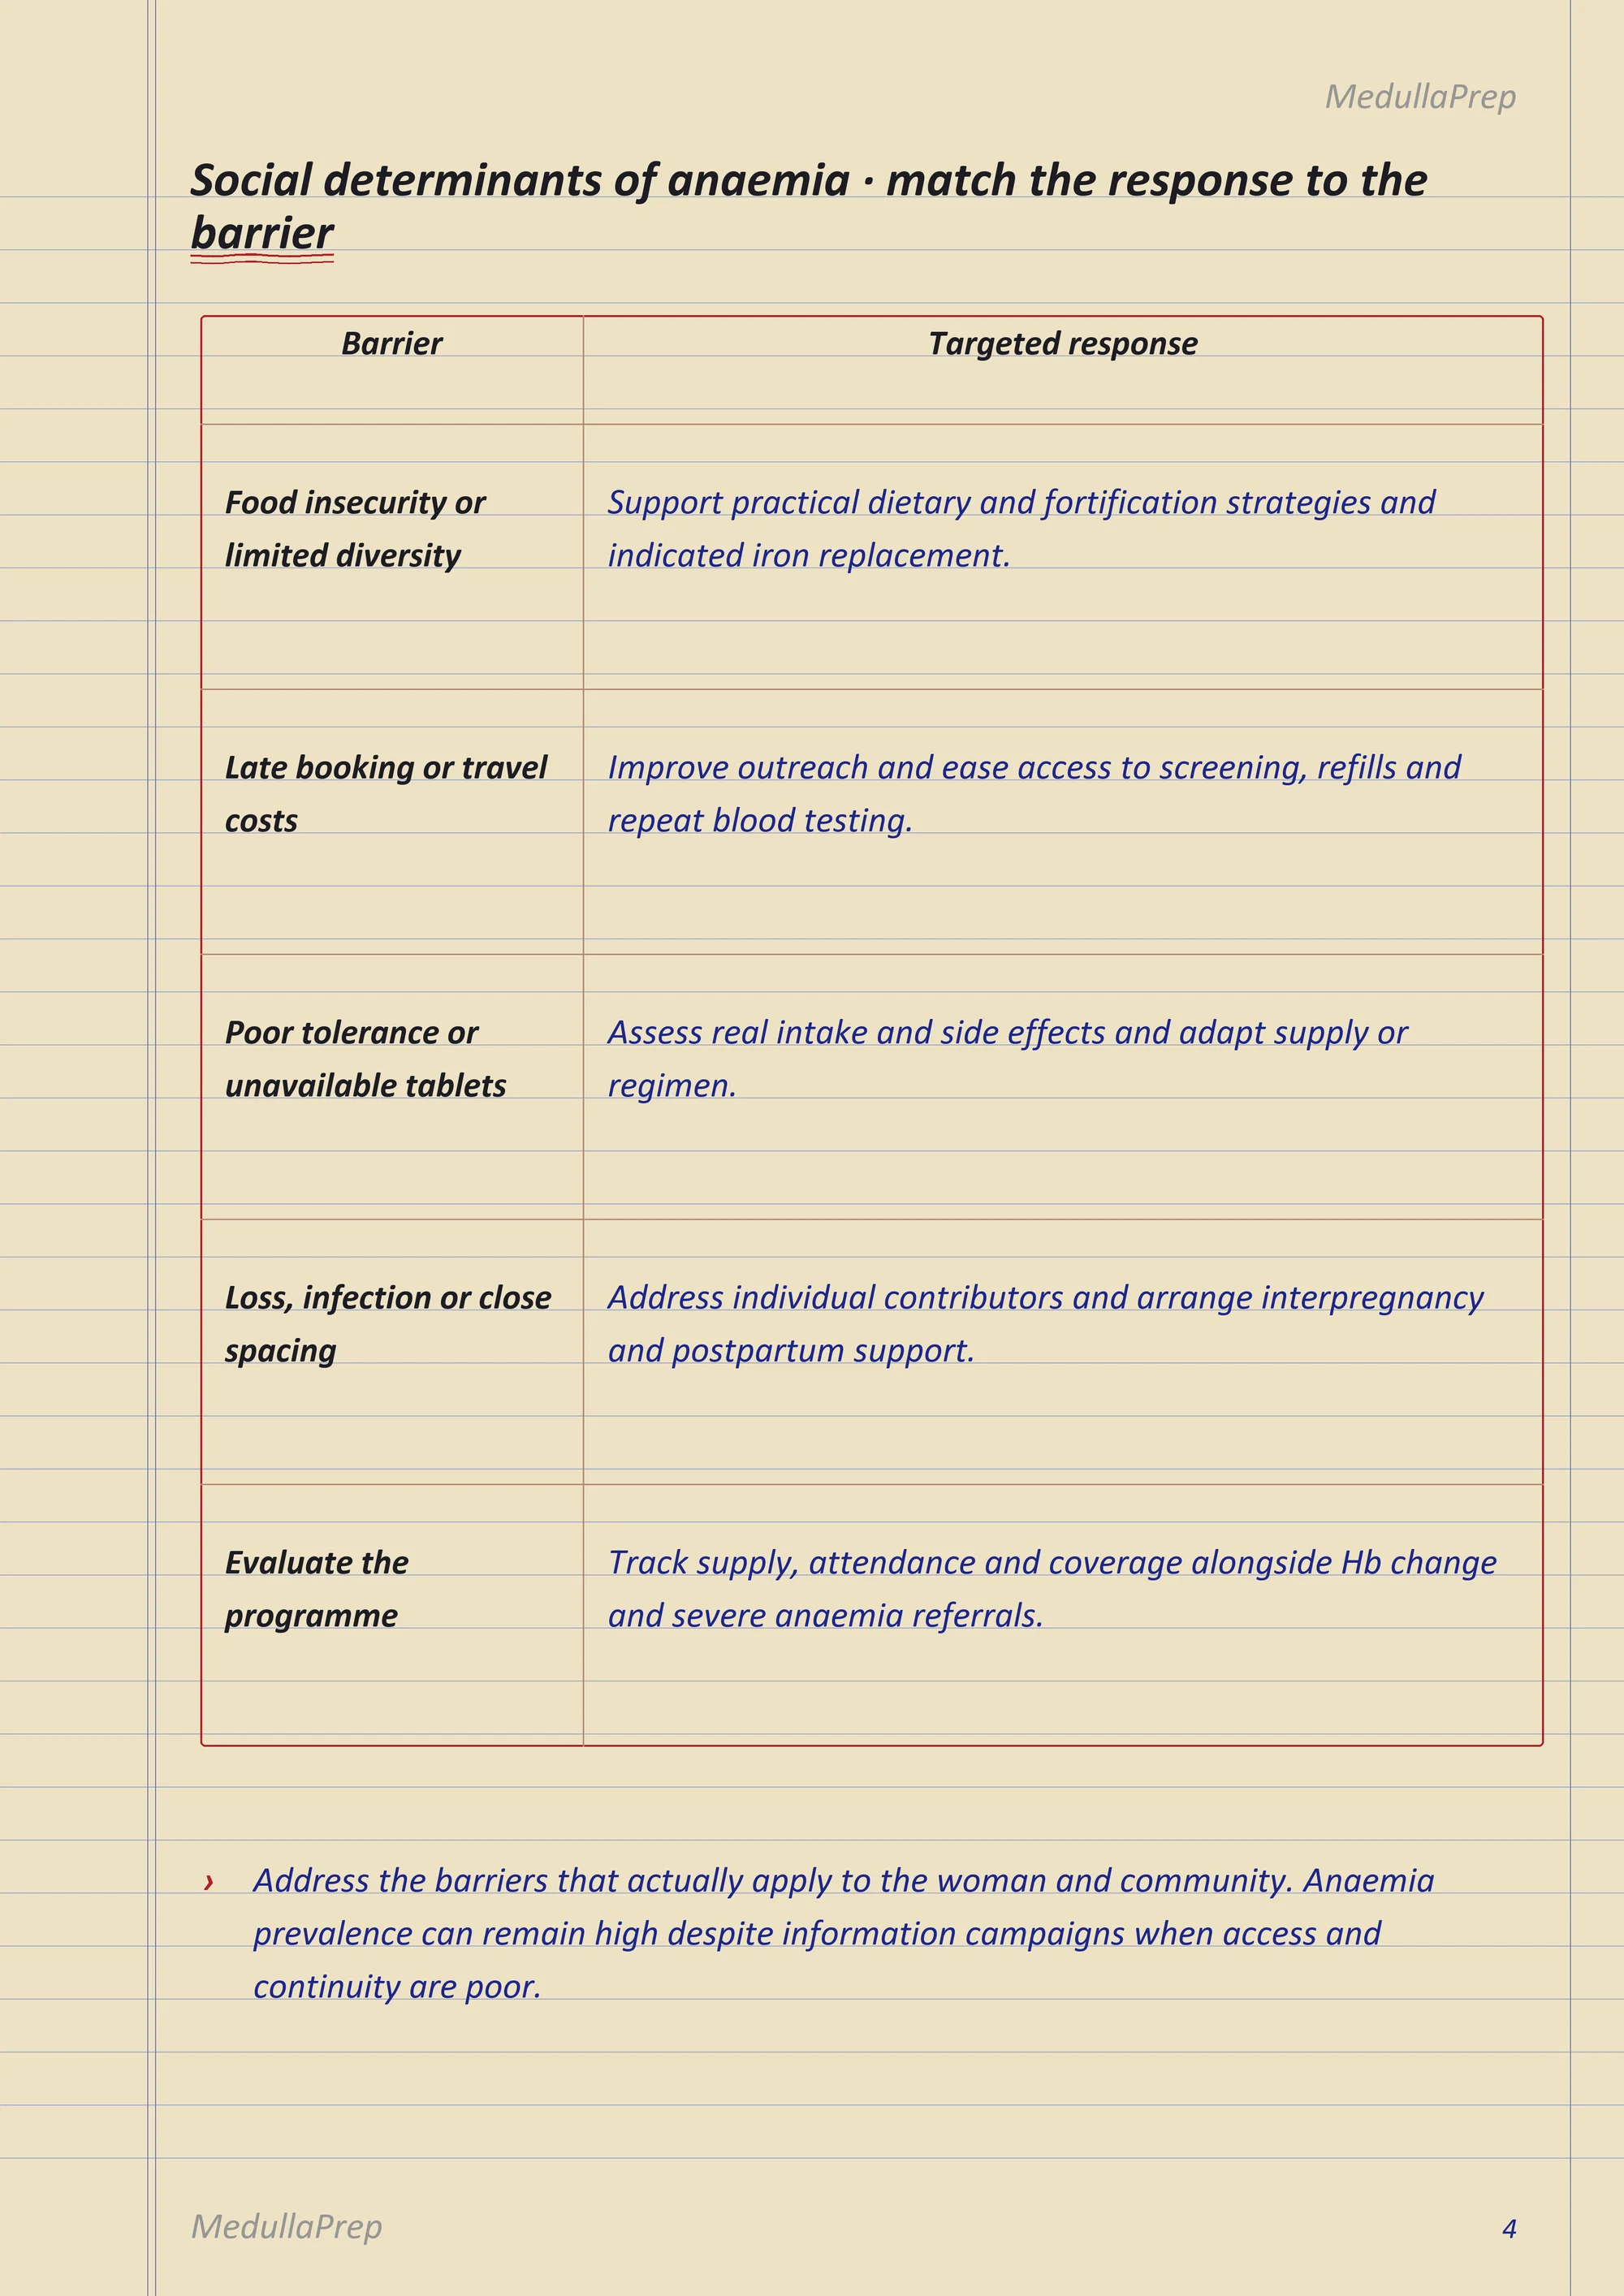 MedullaPrep
Social determinants of anaemia · match the response to the
barrier
Barrier
Targeted response
Food insecurity or
limited diversity
Support practical dietary and fortification strategies and
indicated iron replacement.
Late booking or travel
costs
Improve outreach and ease access to screening, refills and
repeat blood testing.
Poor tolerance or
unavailable tablets
Assess real intake and side effects and adapt supply or
regimen.
Loss, infection or close
spacing
Address individual contributors and arrange interpregnancy
and postpartum support.
Evaluate the
programme
Track supply, attendance and coverage alongside Hb change
and severe anaemia referrals.
› Address the barriers that actually apply to the woman and community. Anaemia
prevalence can remain high despite information campaigns when access and
continuity are poor.
MedullaPrep
4